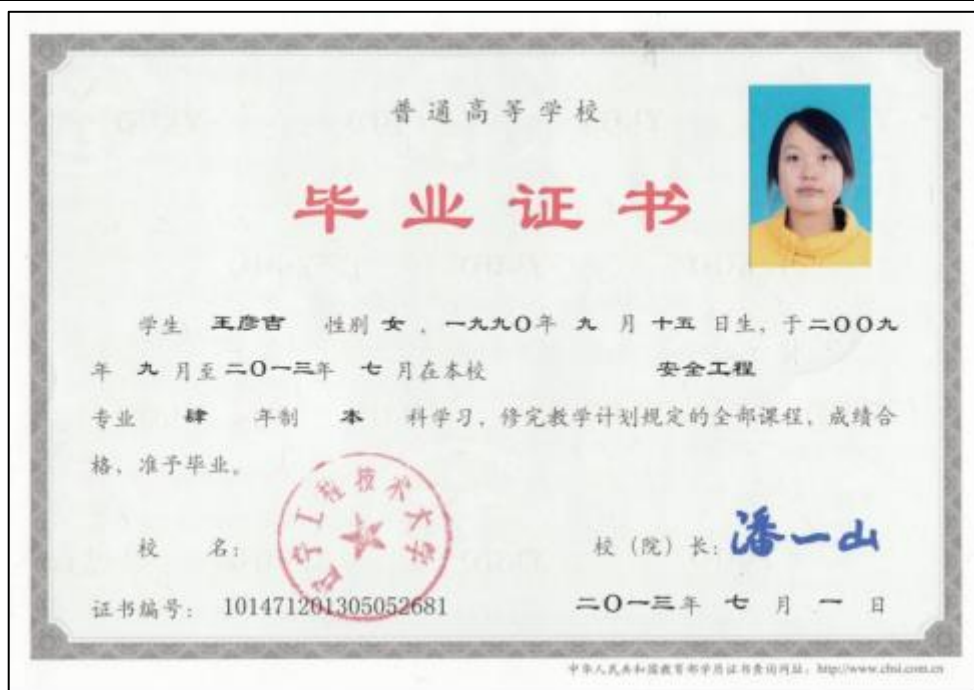 普通高等学校
毕业证书
学生 王彦吉 性别 女 ，一九九〇年 九 月 十五 日生，于二〇〇九
年 九 月至二〇一三年 七 月在本校 安全工程
专业 肆 年制 本 科学习，修完教学计划规定的全部课程，成绩合
格，准予毕业。
辽宁工程技术大学
校 名：
校（院）长：潘一山
证书编号： 101471201305052681
二〇一三年 七 月 一 日
中华人民共和国教育部学历证书查询网址：http://www.chsi.com.cn